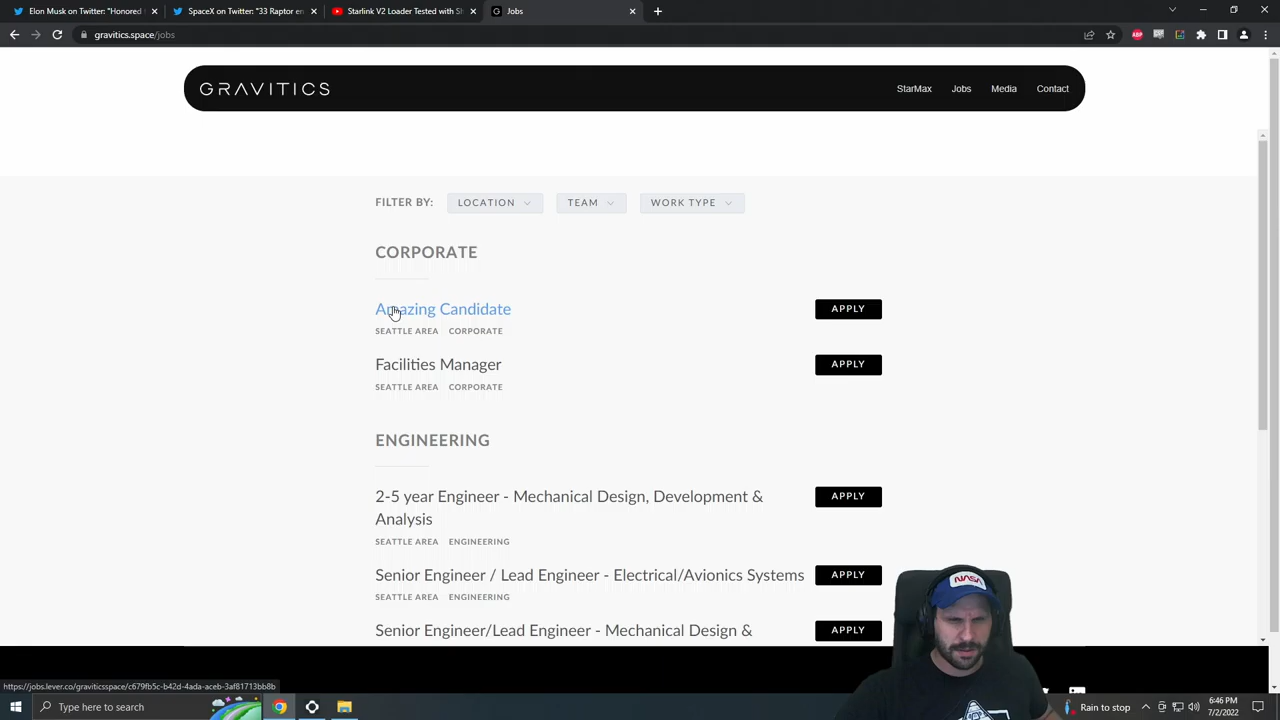 Elon Musk on Twitter: "Honored
SpaceX on Twitter: "33 Raptor en
Starlink V2 Loader Tested with Sh
Jobs
gravitics.space/jobs
GRAVITICS
StarMax
Jobs
Media
Contact
FILTER BY:
LOCATION
TEAM
WORK TYPE
CORPORATE
Amazing Candidate
APPLY
SEATTLE AREA CORPORATE
Facilities Manager
APPLY
SEATTLE AREA CORPORATE
ENGINEERING
2-5 year Engineer - Mechanical Design, Development &
Analysis
APPLY
SEATTLE AREA ENGINEERING
Senior Engineer / Lead Engineer - Electrical/Avionics Systems
APPLY
SEATTLE AREA ENGINEERING
Senior Engineer/Lead Engineer - Mechanical Design &
APPLY
NASA
https://jobs.lever.co/graviticsspace/c679fb5c-b42d-4ada-aceb-3af81713bb8b
Type here to search
Rain to stop
6:46 PM
7/2/2022